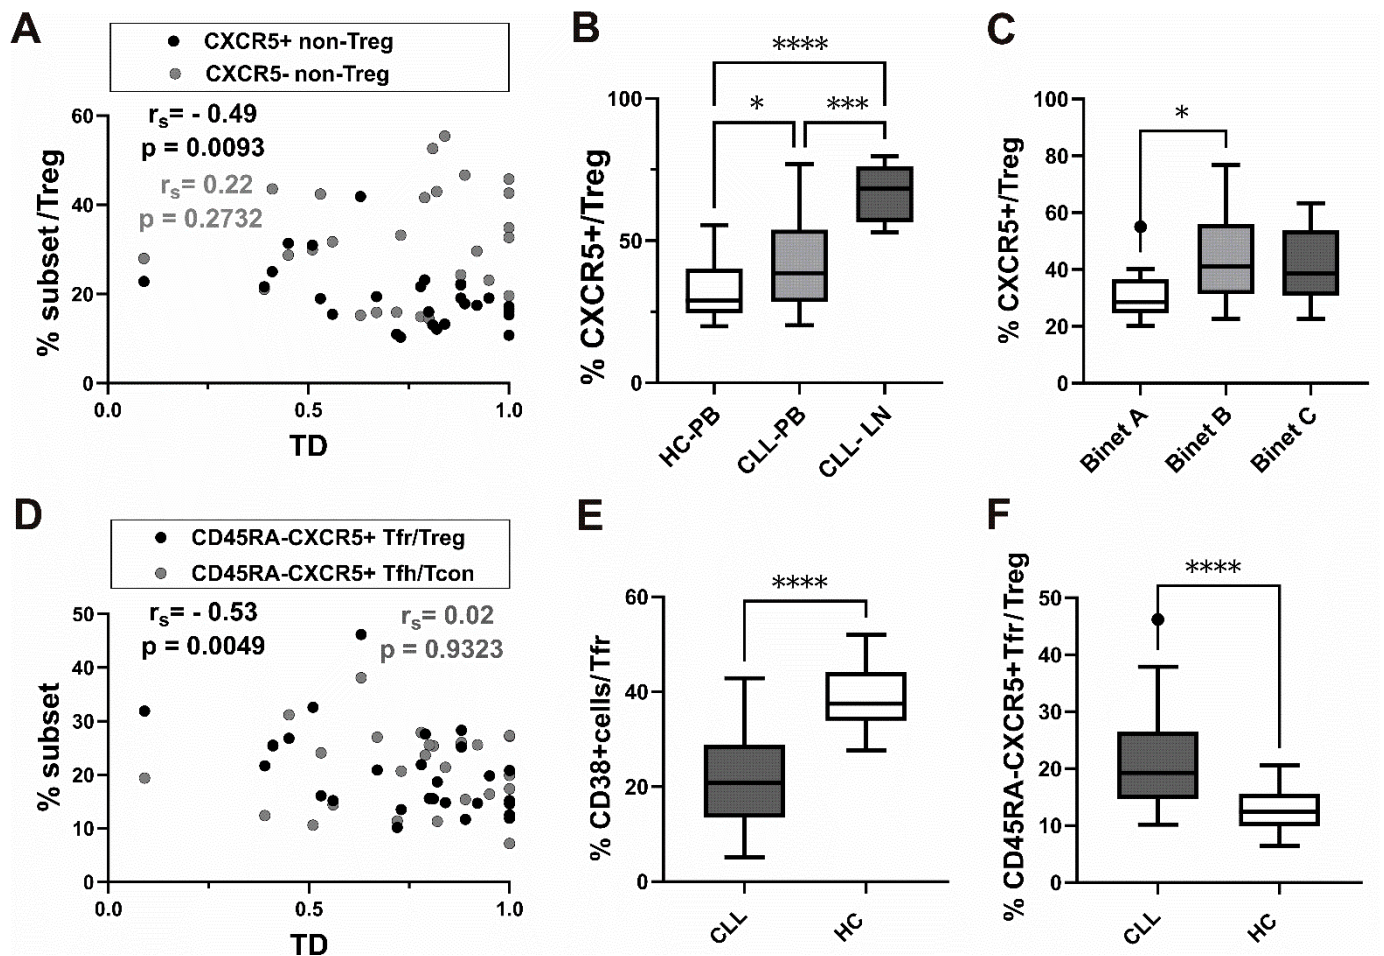 A
CXCR5+ non-Treg
CXCR5- non-Treg
rs= - 0.49
p = 0.0093
rs= 0.22
p = 0.2732
% subset /Treg
60
40
20
0
0.0
0.5
1.0
TD
B
****
*
***
% CXCR5+/Treg
100
50
0
HC-PB
CLL-PB
CLL- LN
C
*
% CXCR5+/Treg
100
80
60
40
20
0
Binet A
Binet B
Binet C
D
CD45RA-CXCR5+ Tfr/Treg
CD45RA-CXCR5+ Tfh/Tcon
rs= - 0.53
p = 0.0049
rs= 0.02
p = 0.9323
% subset
50
40
30
20
10
0
0.0
0.5
1.0
TD
E
****
% CD38+cells/Tfr
60
40
20
0
CLL
HC
F
****
% CD45RA-CXCR5+Tfr/Treg
50
40
30
20
10
0
CLL
HC